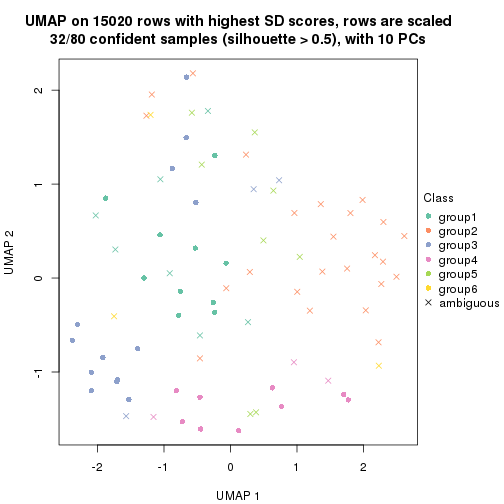 UMAP on 15020 rows with highest SD scores, rows are scaled
32/80 confident samples (silhouette > 0.5), with 10 PCs
2
1
0
-1
UMAP 2
-2
-1
0
1
2
UMAP 1
Class
group1
group2
group3
group4
group5
group6
ambiguous